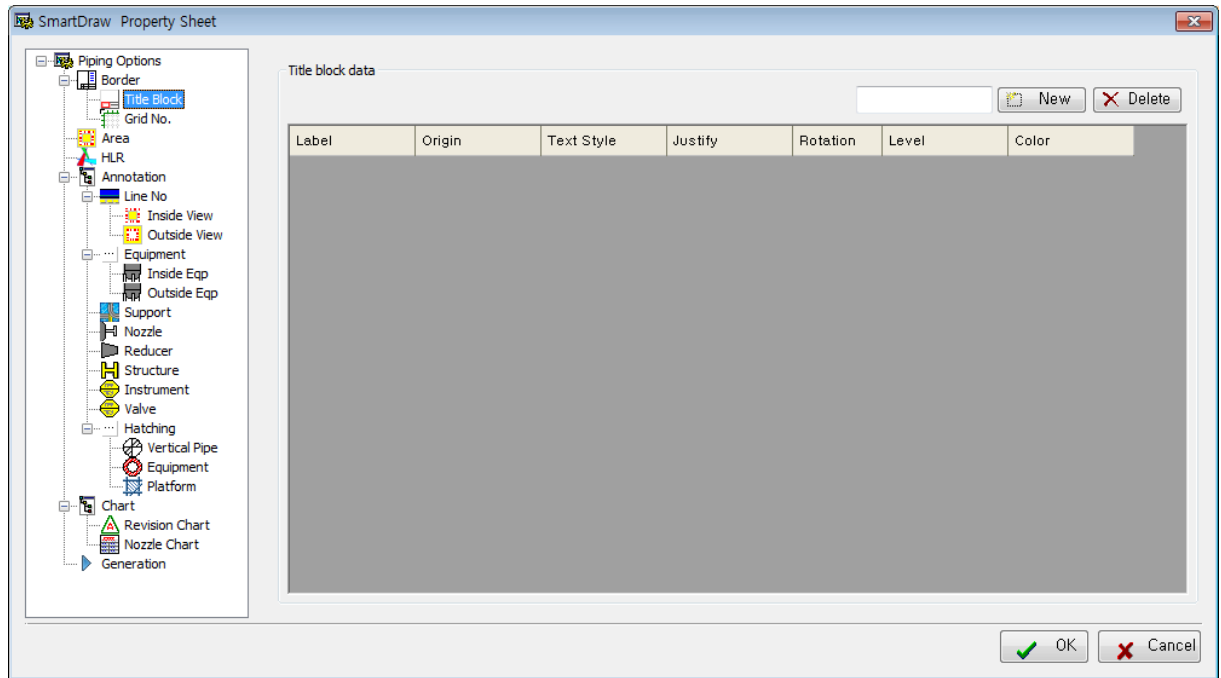 SmartDraw Property Sheet
Piping Options
Border
Title Block
Grid No.
Area
HLR
Annotation
Line No
Inside View
Outside View
Equipment
Inside Eqp
Outside Eqp
Support
Nozzle
Reducer
Structure
Instrument
Valve
Hatching
Vertical Pipe
Equipment
Platform
Chart
Revision Chart
Nozzle Chart
Generation
Title block data
New Delete
Label Origin Text Style Justify Rotation Level Color
OK Cancel